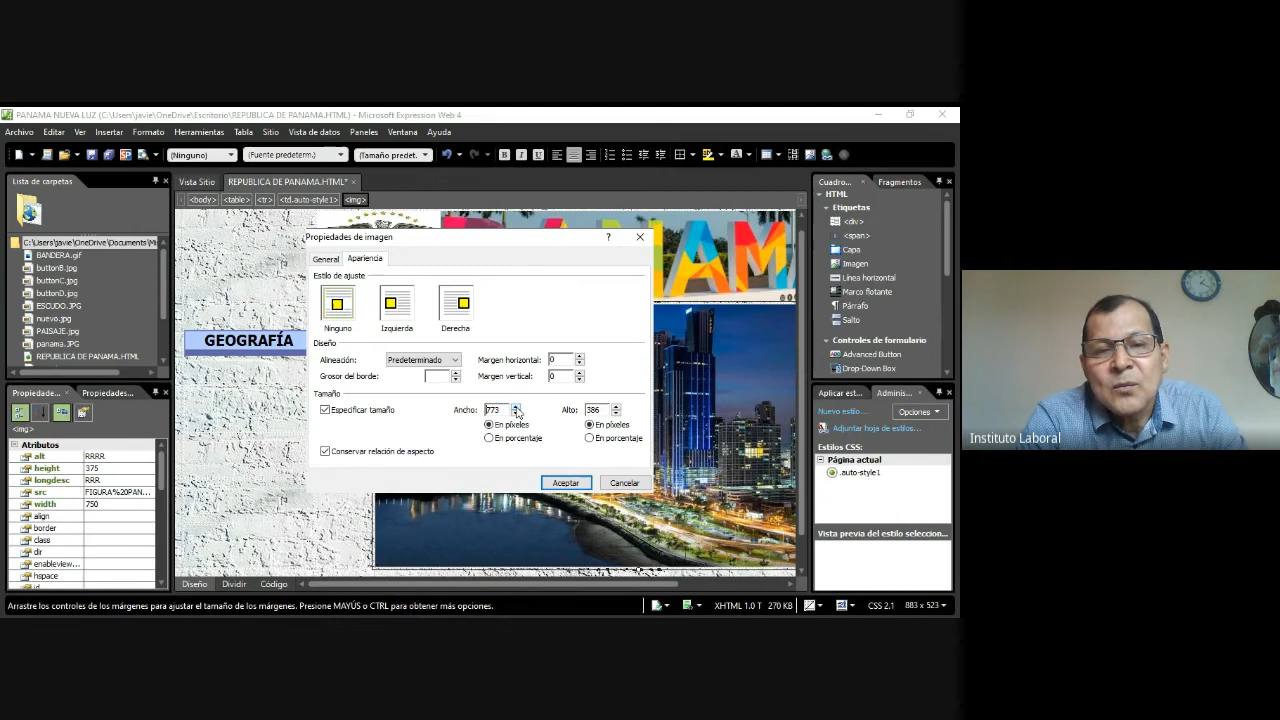 PANAMA NUEVA LUZ (C:\Users\javie\OneDrive\Escritorio\REPUBLICA DE PANAMA.HTML) - Microsoft Expression Web 4
Archivo Editar Ver Insertar Formato Herramientas Tabla Sitio Vista de datos Paneles Ventana Ayuda
(Ninguno) (Fuente predeterm.) (Tamaño predet. B I U A
Lista de carpetas
Vista Sitio REPUBLICA DE PANAMA.HTML*
Cuadro... Fragmentos
<body> <table> <tr> <td.auto-style1> <img>
C:\Users\javie\OneDrive\Documents\M
BANDERA.gif
buttonB.jpg
buttonC.jpg
buttonD.jpg
ESCUDO.JPG
nuevo.jpg
PAISAJE.jpg
panama.JPG
REPUBLICA DE PANAMA.HTML
HTML
Etiquetas
<div>
<span>
Capa
Imagen
Línea horizontal
Marco flotante
Párrafo
Salto
Controles de formulario
Advanced Button
Drop-Down Box
GEOGRAFÍA
AM
Propiedades de imagen ?
General Apariencia
Estilo de ajuste
Ninguno Izquierda Derecha
Diseño
Alineación: Predeterminado Margen horizontal: 0
Grosor del borde: Margen vertical: 0
Tamaño
Especificar tamaño Ancho: 773 Alto: 386
En píxeles En píxeles
En porcentaje En porcentaje
Conservar relación de aspecto
Aceptar Cancelar
Propiedade... Propiedades...
<img>
Atributos
alt RRRR
height 375
longdesc RRR
src FIGURA%20PAN...
width 750
align
border
class
dir
enableview...
hspace
id
Aplicar est... Adminis...
Nuevo estilo... Opciones
Adjuntar hoja de estilos...
Estilos CSS:
Página actual
.auto-style1
Vista previa del estilo seleccion...
Diseño Dividir Código
Arrastre los controles de los márgenes para ajustar el tamaño de los márgenes. Presione MAYÚS o CTRL para obtener más opciones.
XHTML 1.0 T 270 KB CSS 2.1 883 x 523
Instituto Laboral